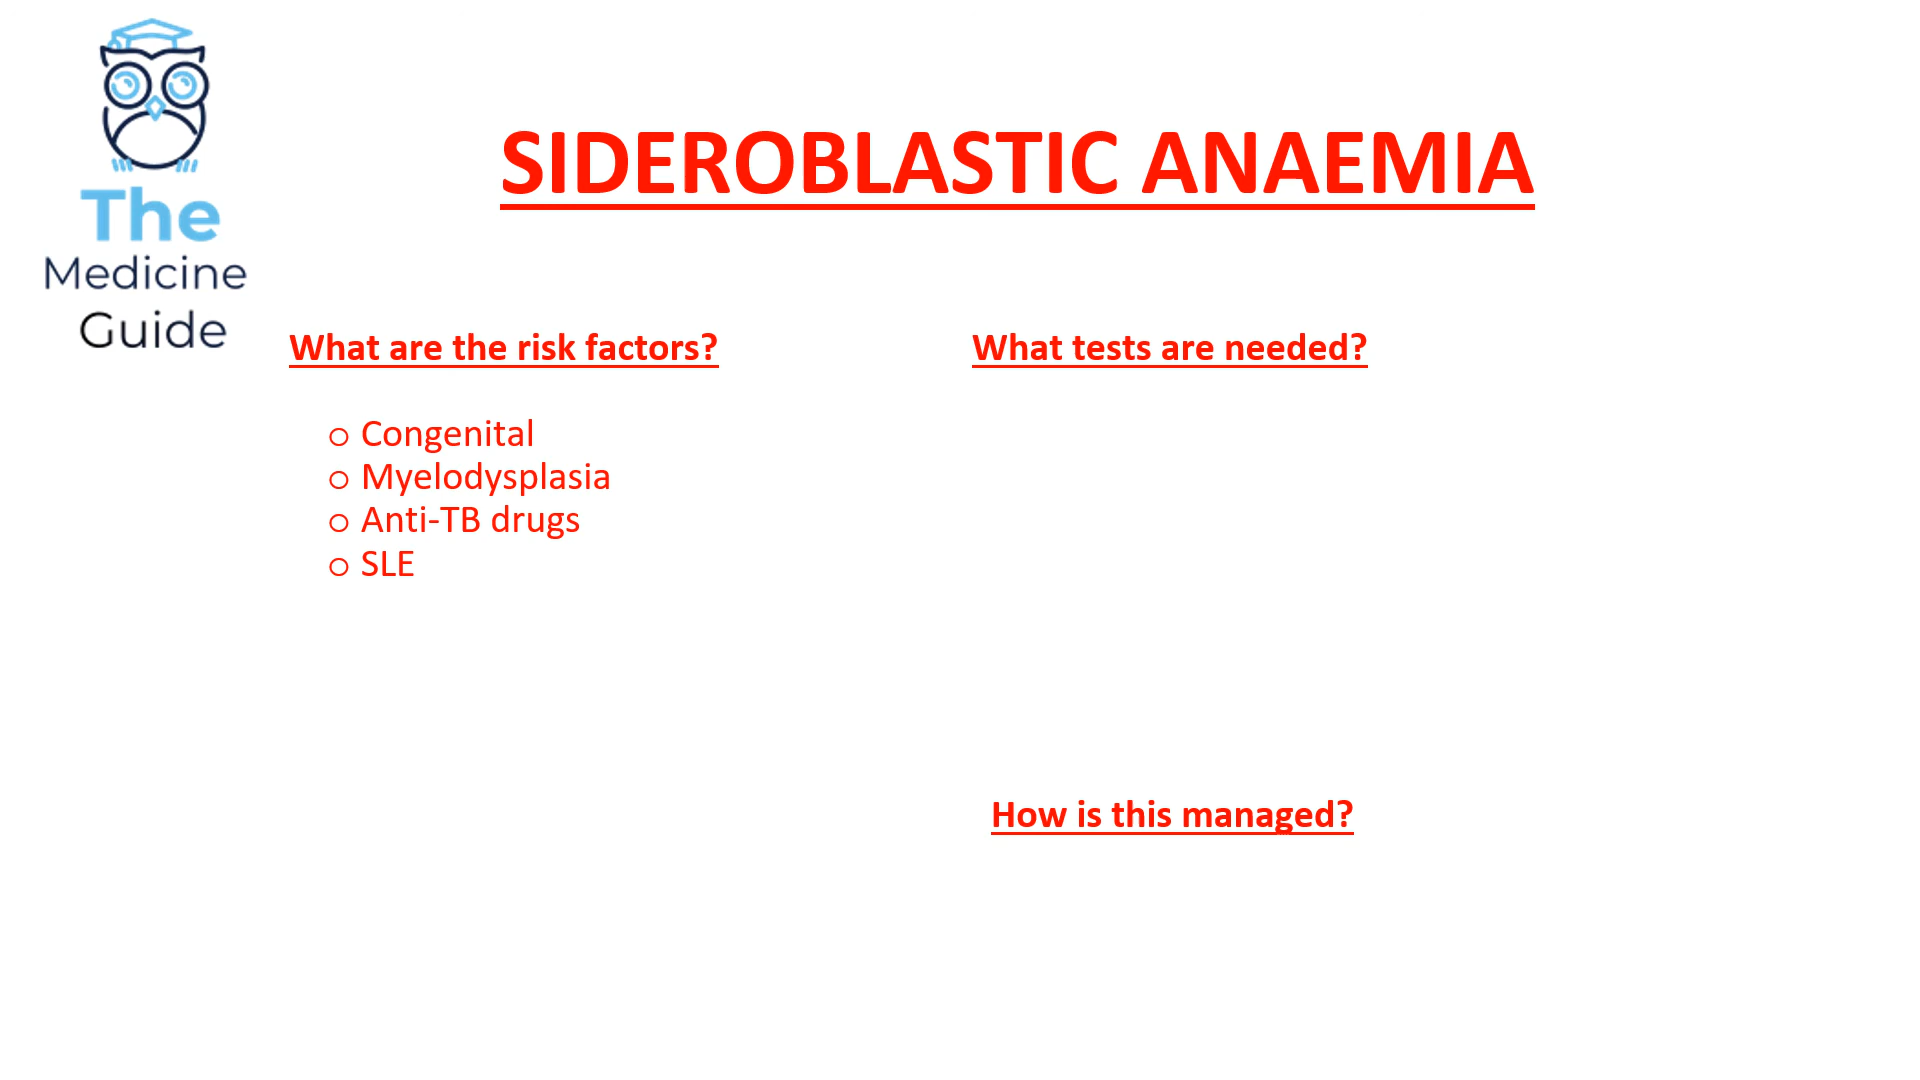 The
Medicine
Guide
SIDEROBLASTIC ANAEMIA
What are the risk factors?
○ Congenital
○ Myelodysplasia
○ Anti-TB drugs
○ SLE
What tests are needed?
How is this managed?